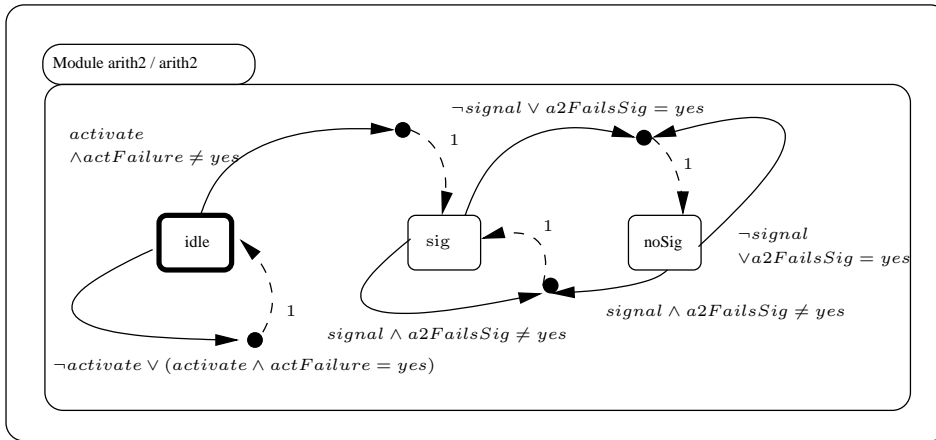 Module arith2 / arith2
¬signal ∨ a2FailsSig = yes
activate
∧actFailure ≠ yes
1
1
idle
sig
1
noSig
¬signal
∨a2FailsSig = yes
1
signal ∧ a2FailsSig ≠ yes
signal ∧ a2FailsSig ≠ yes
¬activate ∨ (activate ∧ actFailure = yes)